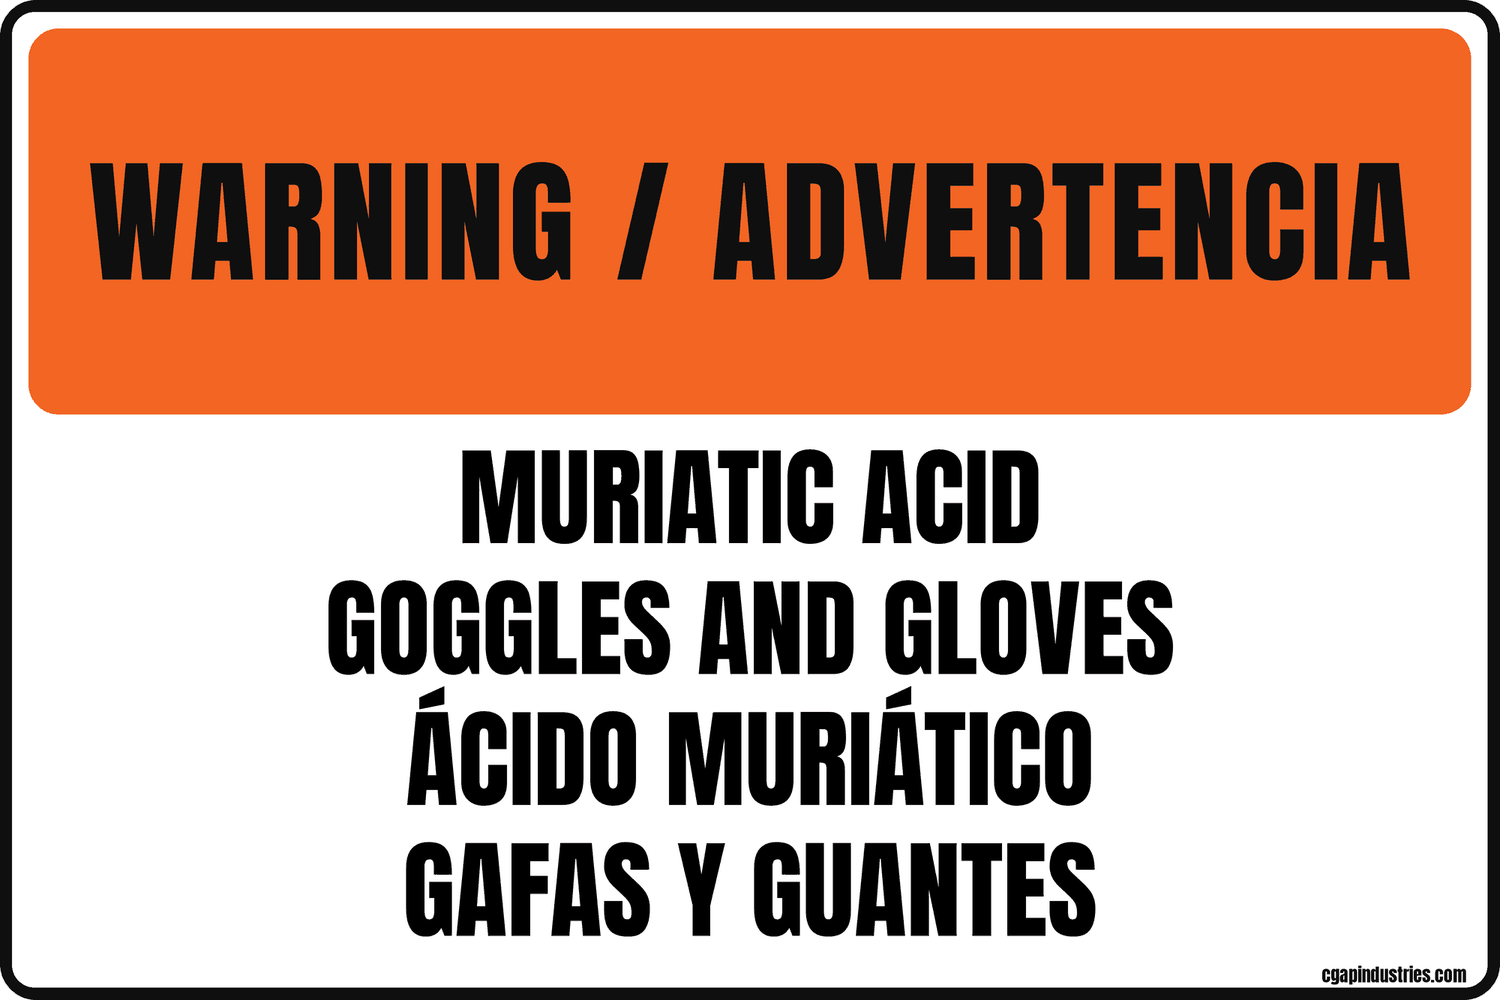 WARNING / ADVERTENCIA
MURIATIC ACID
GOGGLES AND GLOVES
ÁCIDO MURIÁTICO
GAFAS Y GUANTES
cgapindustries.com